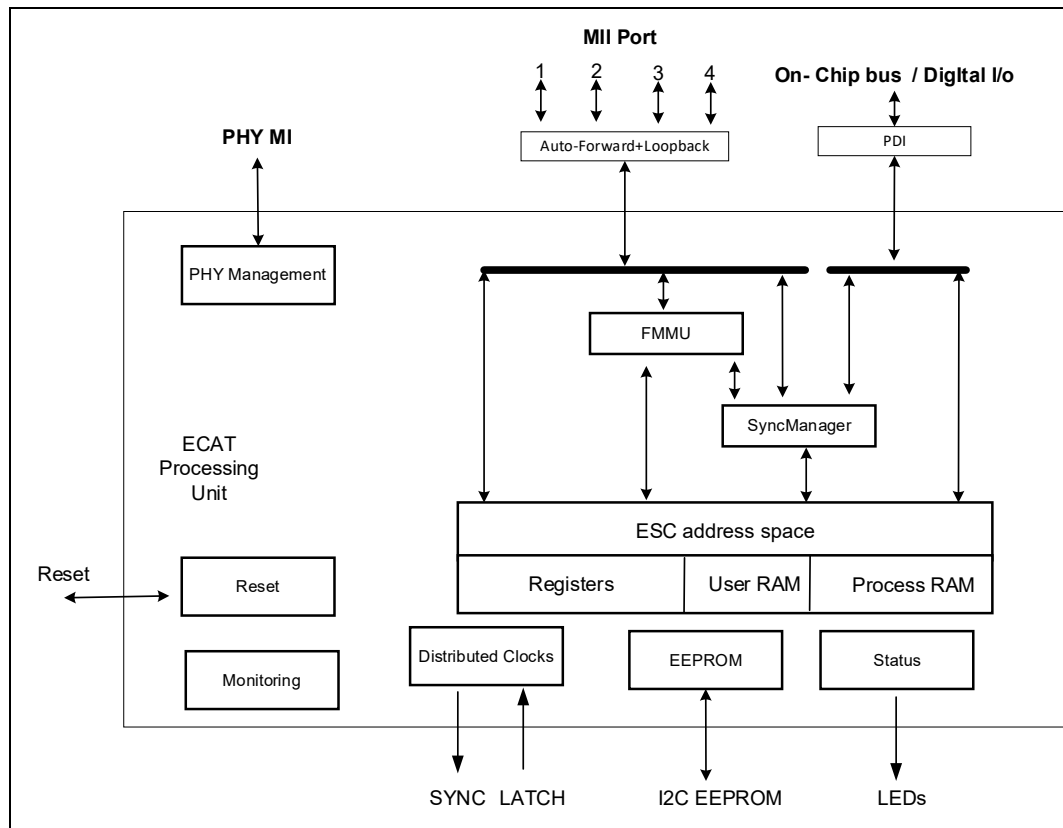 MII Port
1 2 3 4
On- Chip bus / DigItal I/o
PHY MI
Auto-Forward+Loopback
PDI
PHY Management
FMMU
SyncManager
ECAT
Processing
Unit
ESC address space
Reset
Reset
Registers
User RAM
Process RAM
Monitoring
Distributed Clocks
EEPROM
Status
SYNC
LATCH
I2C EEPROM
LEDs